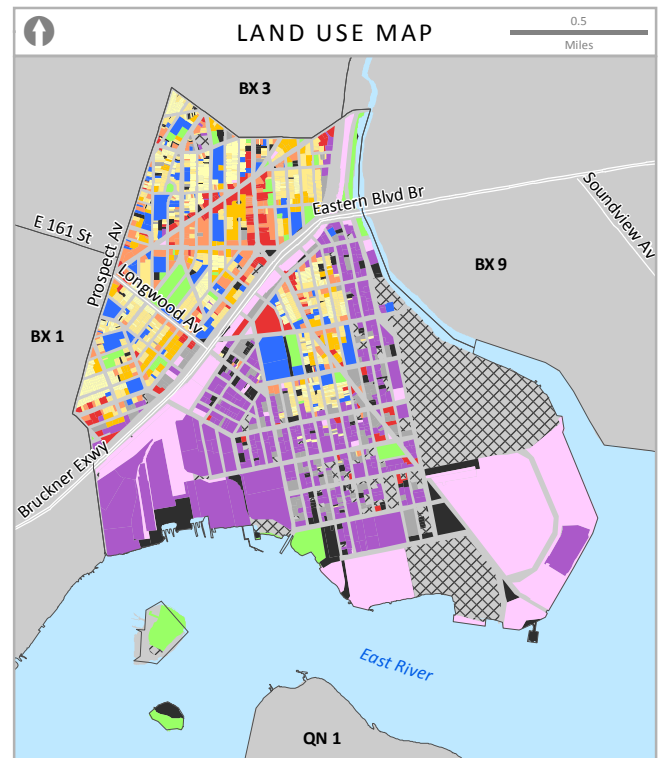 LAND USE MAP
0.5
Miles
BX 3
Eastern Blvd Br
Soundview Av
E 161 St
Prospect Av
Longwood Av
BX 9
BX 1
Bruckner Exwy
East River
QN 1